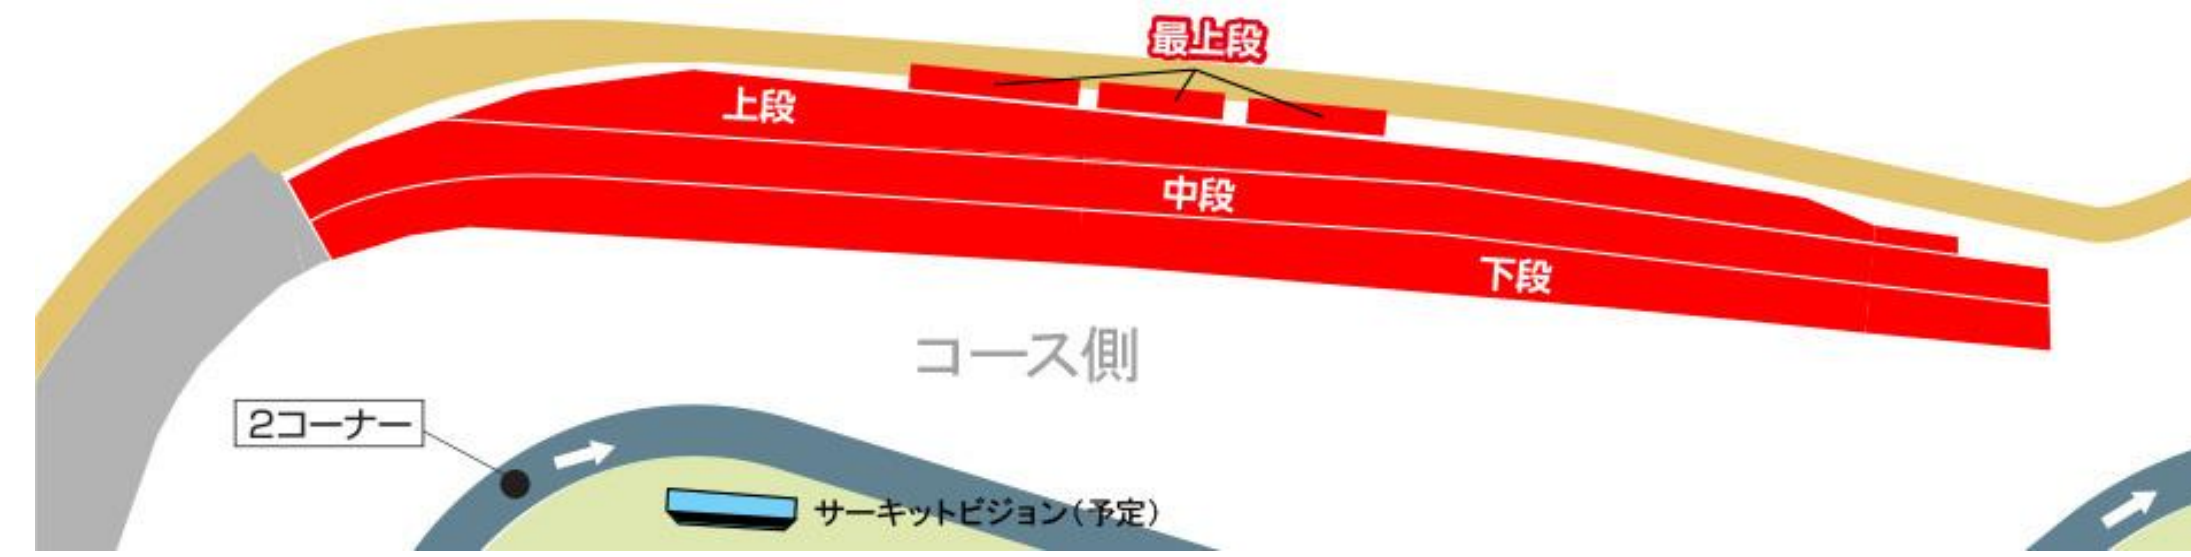 最上段
上段
中段
下段
コース側
2コーナー
サーキットビジョン(予定)